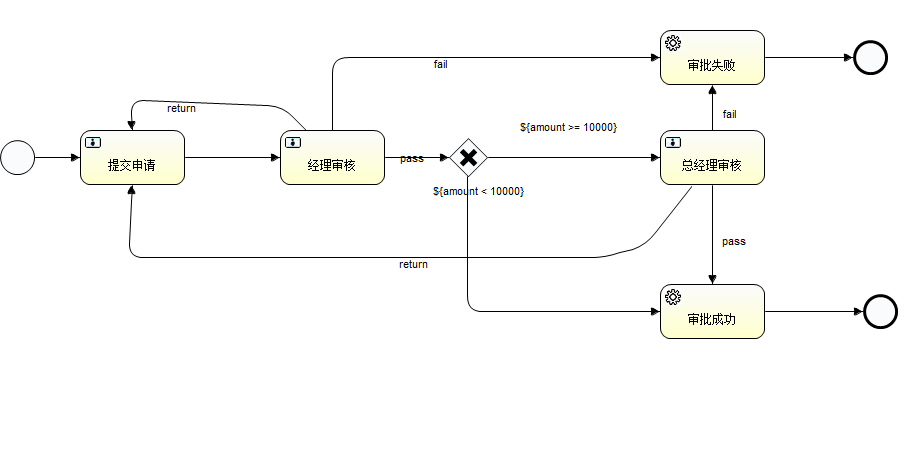 fail
审批失败
return
fail
${amount >= 10000}
提交申请
经理审核
pass
总经理审核
${amount < 10000}
pass
return
审批成功